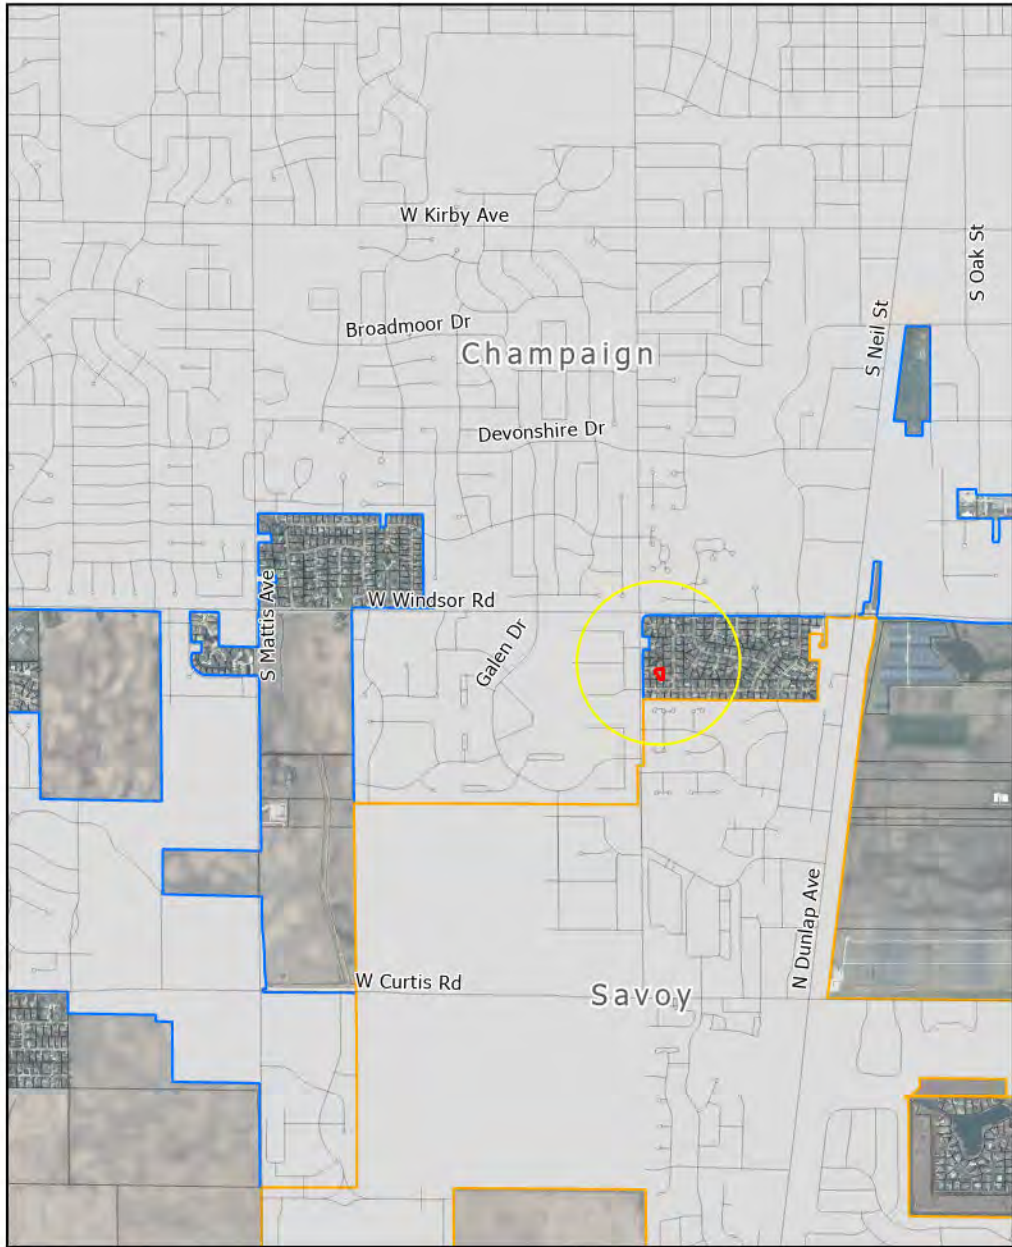 W Kirby Ave
S Oak St
S Neil St
Broadmoor Dr
Champaign
Devonshire Dr
S Mattis Ave
W Windsor Rd
Galen Dr
N Dunlap Ave
W Curtis Rd
Savoy